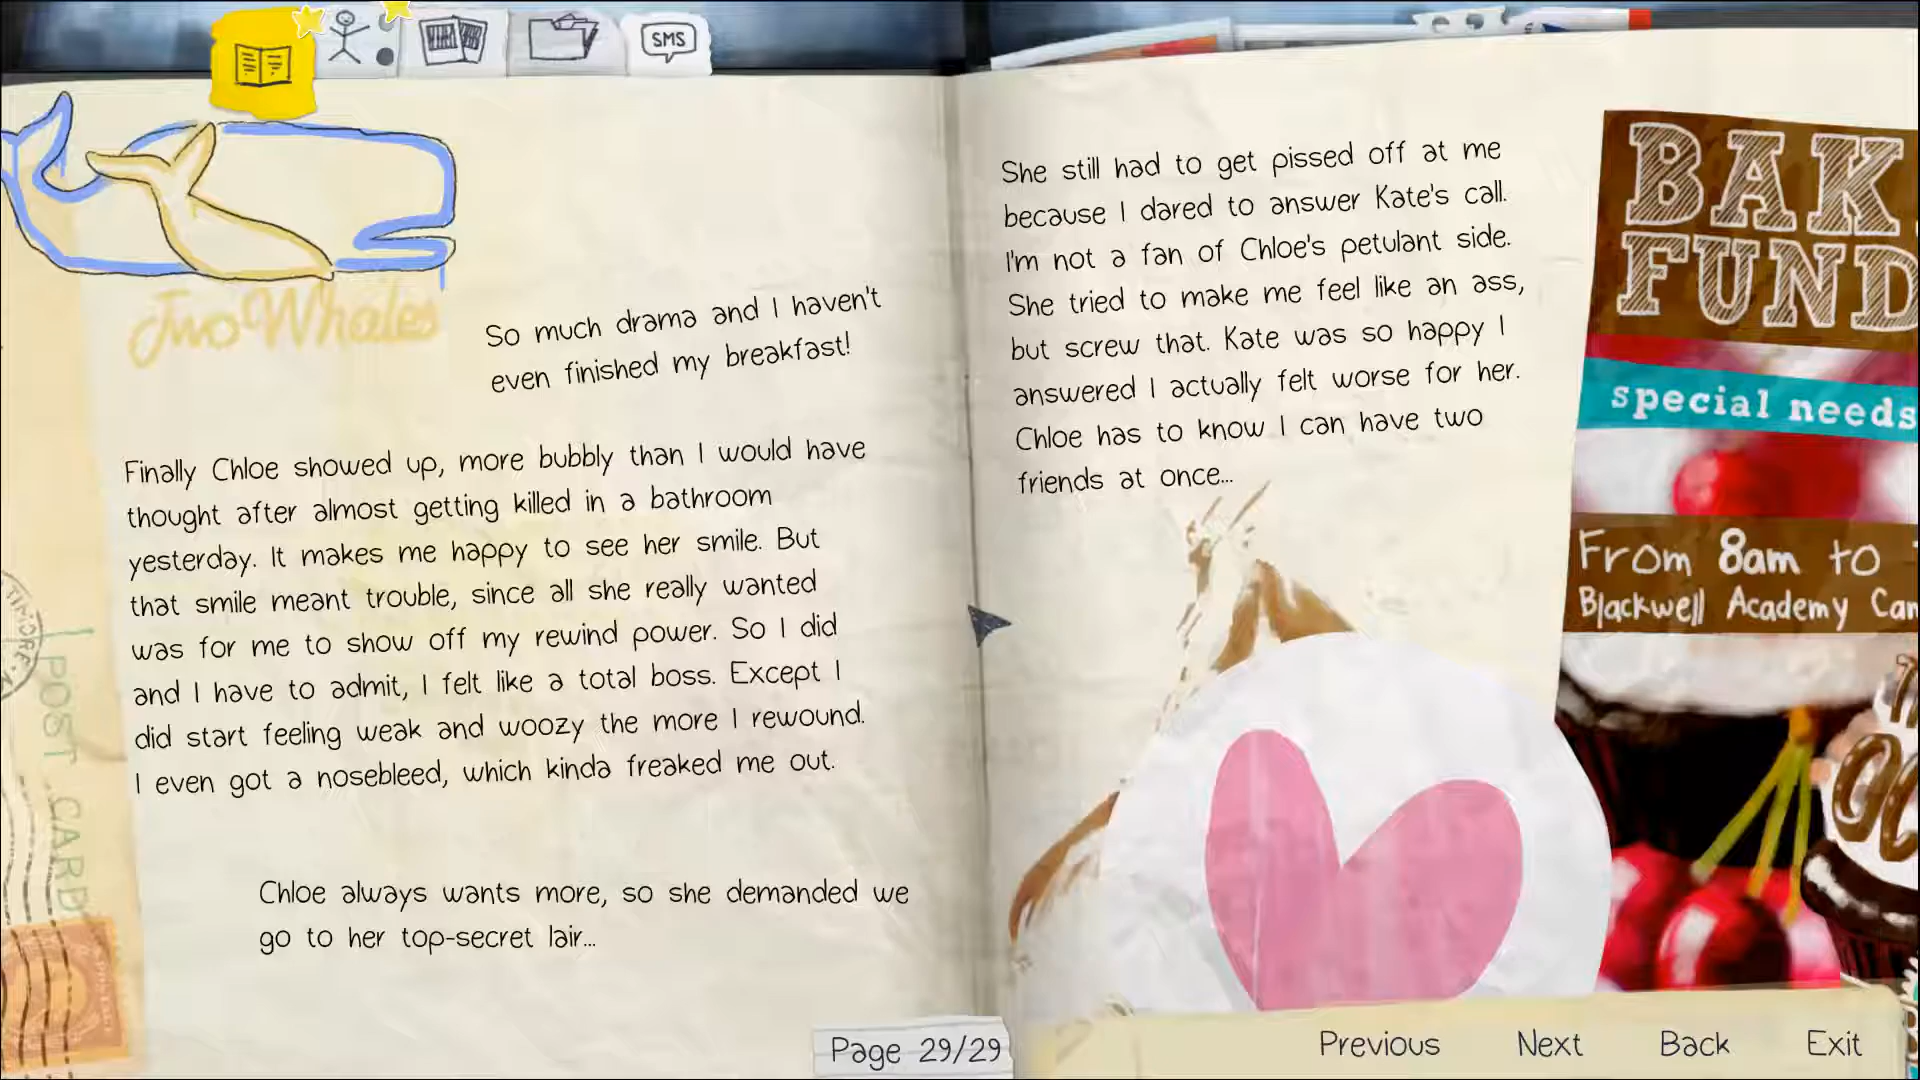 SMS
Two Whales
So much drama and I haven't
even finished my breakfast!
Finally Chloe showed up, more bubbly than I would have
thought after almost getting killed in a bathroom
yesterday. It makes me happy to see her smile. But
that smile meant trouble, since all she really wanted
was for me to show off my rewind power. So I did
and I have to admit, I felt like a total boss. Except I
did start feeling weak and woozy the more I rewound.
I even got a nosebleed, which kinda freaked me out.
Chloe always wants more, so she demanded we
go to her top-secret lair...
POST CARD
She still had to get pissed off at me
because I dared to answer Kate's call.
I'm not a fan of Chloe's petulant side.
She tried to make me feel like an ass,
but screw that. Kate was so happy I
answered I actually felt worse for her.
Chloe has to know I can have two
friends at once...
BAK
FUND
special needs
From 8am to
Blackwell Academy Cam
Page 29/29
Previous
Next
Back
Exit